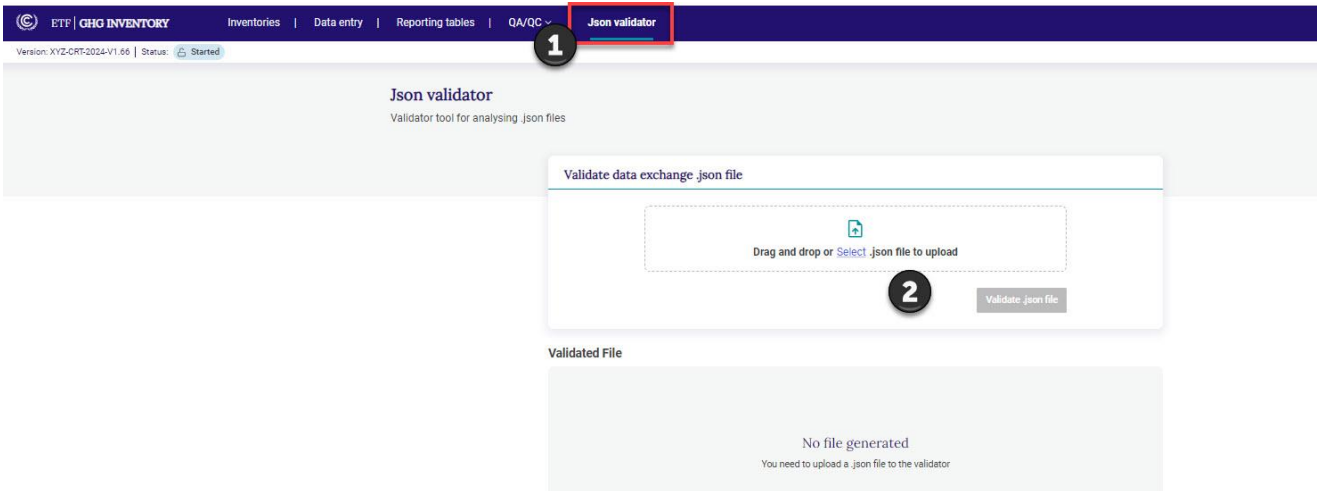 ETF | GHG INVENTORY Inventories | Data entry | Reporting tables | QA/QC Json validator
1
Version: XYZ-CRT-2024-V1.66 | Status: Started
Json validator
Validator tool for analysing .json files
Validate data exchange .json file
Drag and drop or Select .json file to upload
2
Validate .json file
Validated File
No file generated
You need to upload a .json file to the validator